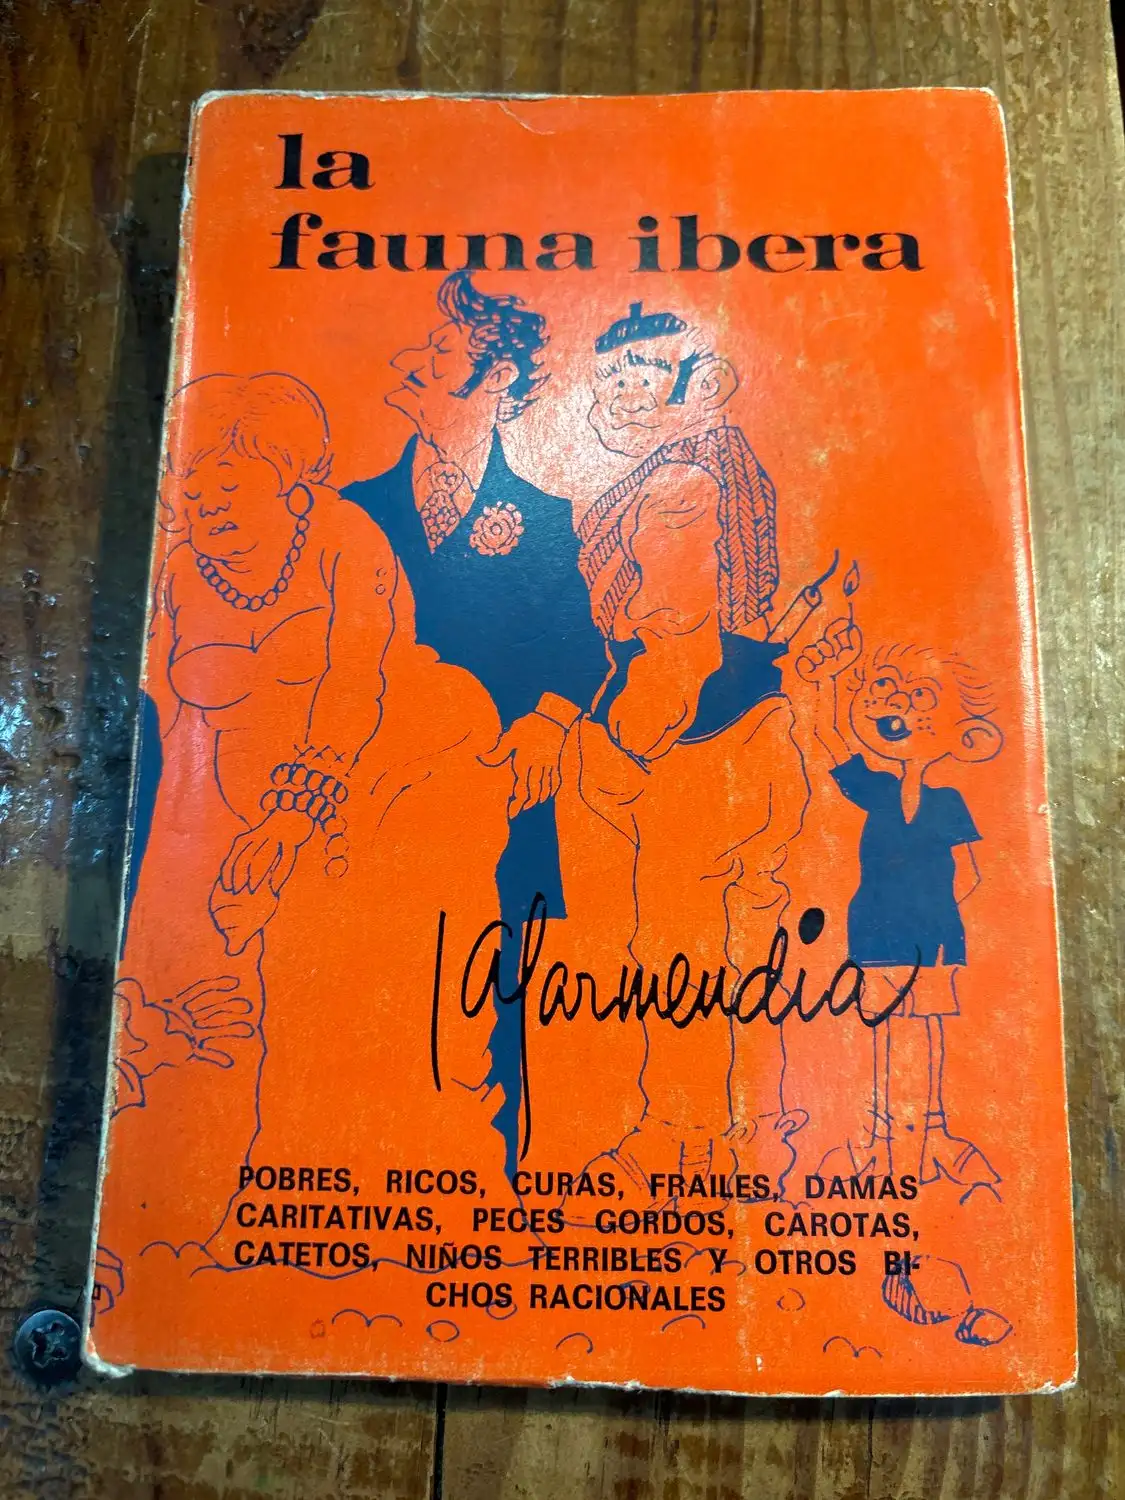 la
fauna ibera
lagarmendia
POBRES, RICOS, CURAS, FRAILES, DAMAS
CARITATIVAS, PECES GORDOS, CAROTAS,
CATETOS, NIÑOS TERRIBLES Y OTROS BI-
CHOS RACIONALES